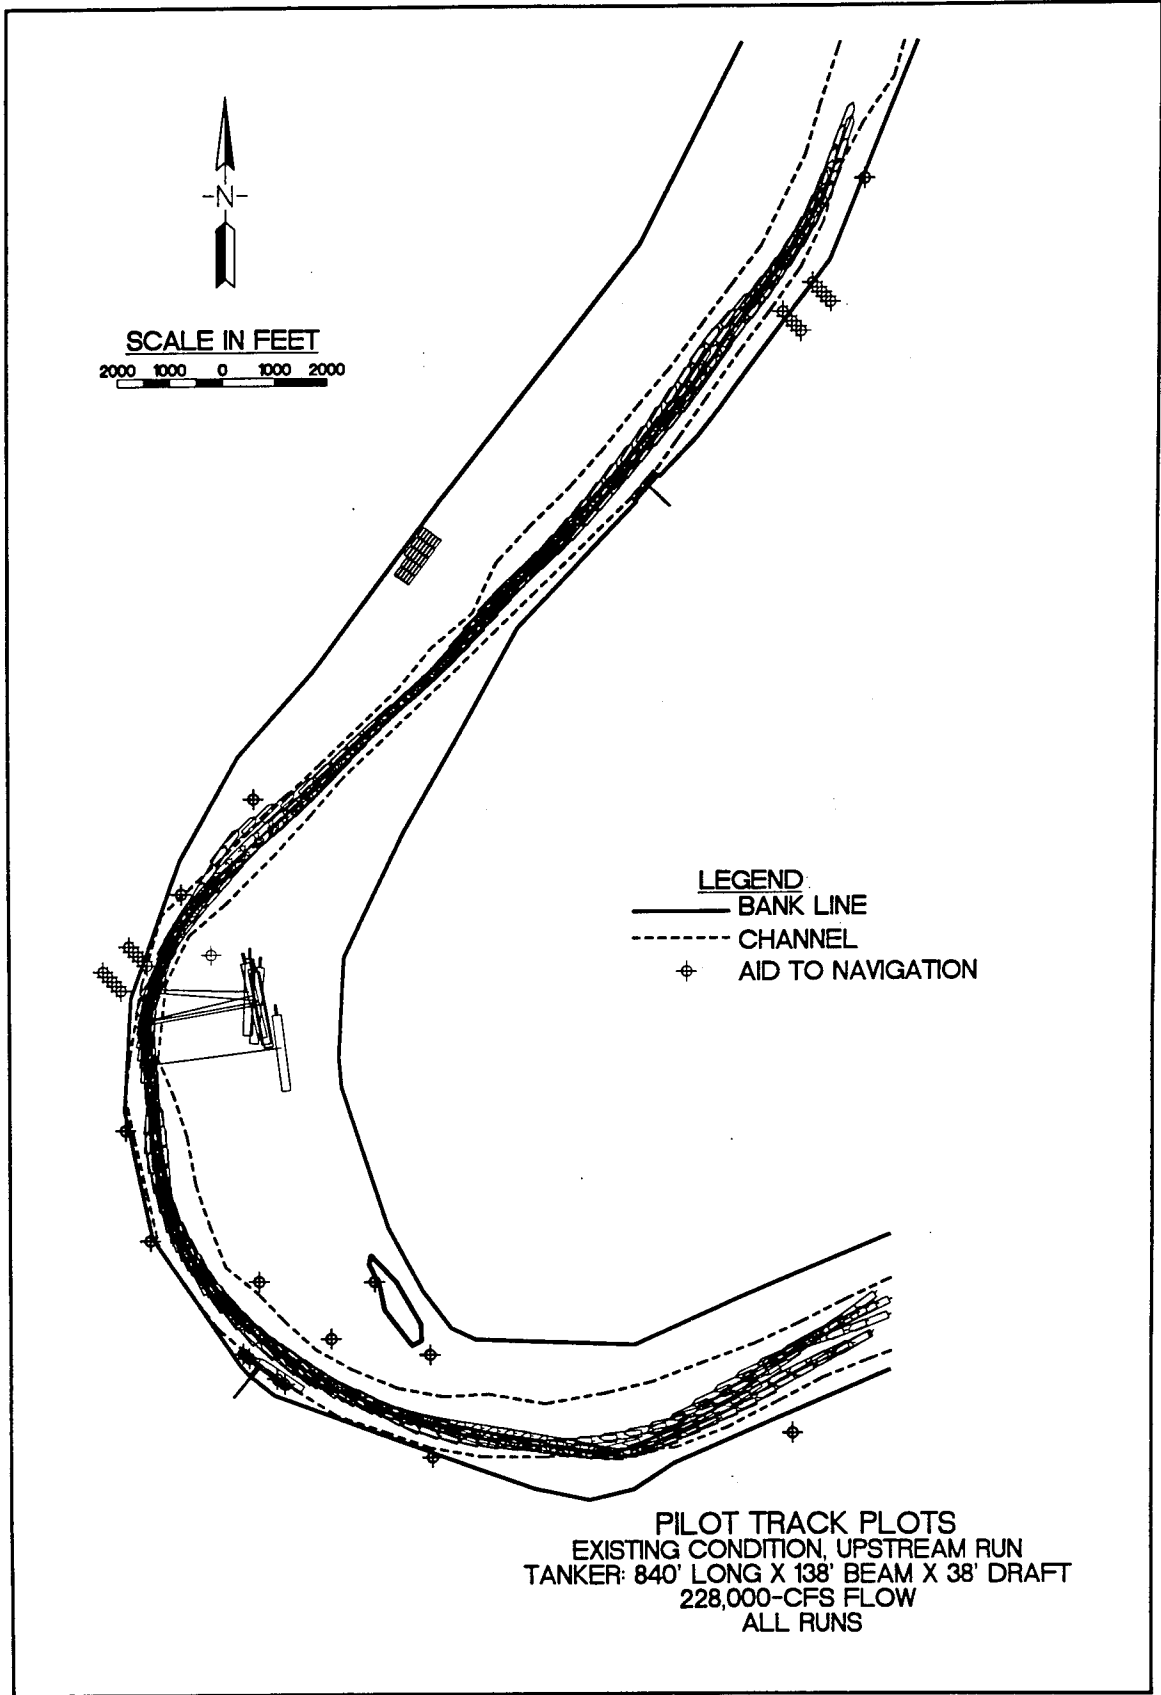 -N-
SCALE IN FEET
2000 1000 0 1000 2000
LEGEND
BANK LINE
CHANNEL
AID TO NAVIGATION
PILOT TRACK PLOTS
EXISTING CONDITION, UPSTREAM RUN
TANKER: 840' LONG X 138' BEAM X 38' DRAFT
228,000-CFS FLOW
ALL RUNS